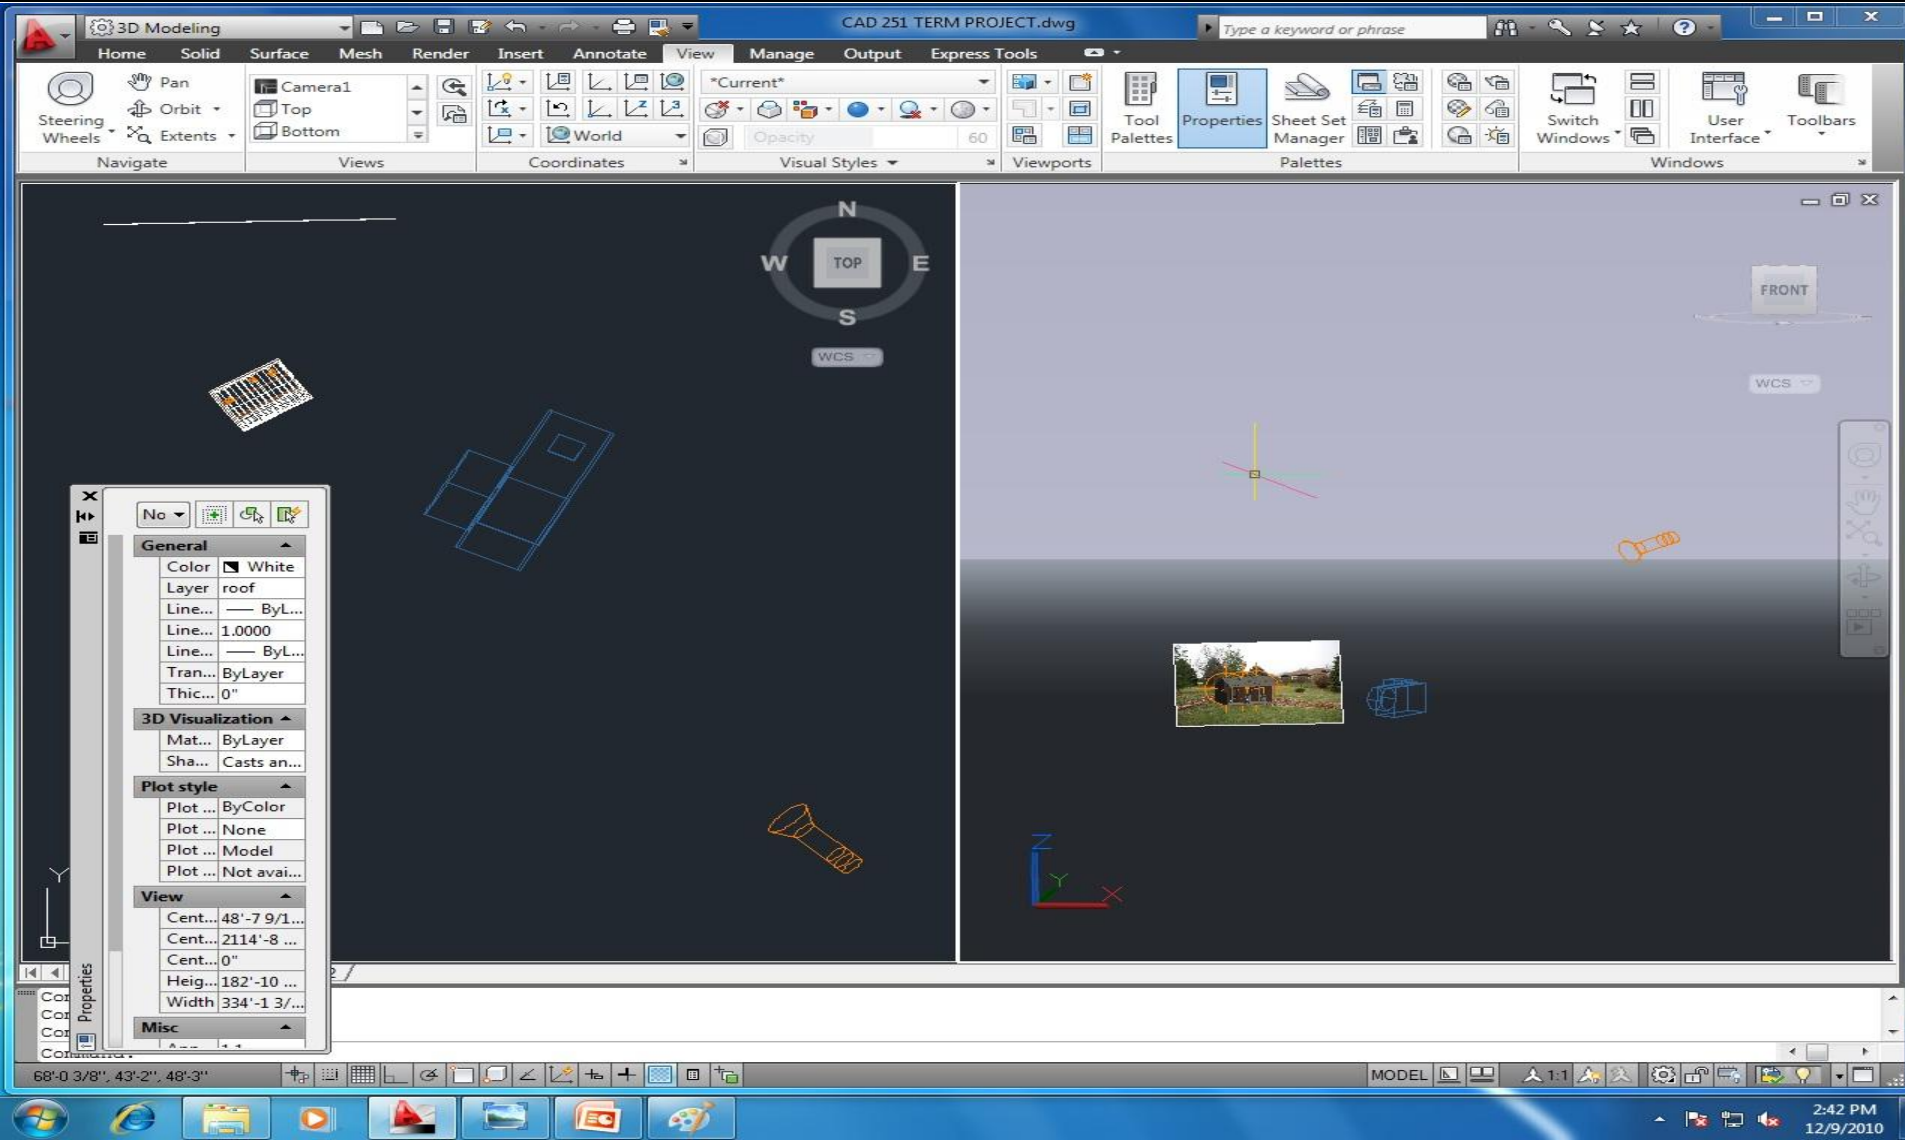 3D Modeling
CAD 251 TERM PROJECT.dwg
Type a keyword or phrase
Home Solid Surface Mesh Render Insert Annotate View Manage Output Express Tools
Steering Wheels
Pan
Orbit
Extents
Camera1
Top
Bottom
World
*Current*
Opacity 60
Tool Palettes
Properties
Sheet Set Manager
Switch Windows
User Interface
Toolbars
Navigate Views Coordinates Visual Styles Viewports Palettes Windows
N
W TOP E
S
WCS
FRONT
WCS
No
General
Color White
Layer roof
Line... ByL...
Line... 1.0000
Line... ByL...
Tran... ByLayer
Thic... 0"
3D Visualization
Mat... ByLayer
Sha... Casts an...
Plot style
Plot ... ByColor
Plot ... None
Plot ... Model
Plot ... Not avai...
View
Cent... 48'-7 9/1...
Cent... 2114'-8 ...
Cent... 0"
Heig... 182'-10 ...
Width 334'-1 3/...
Misc
Properties
Y
Z
Y
X
68'-0 3/8", 43'-2", 48'-3"
MODEL
1:1
2:42 PM
12/9/2010